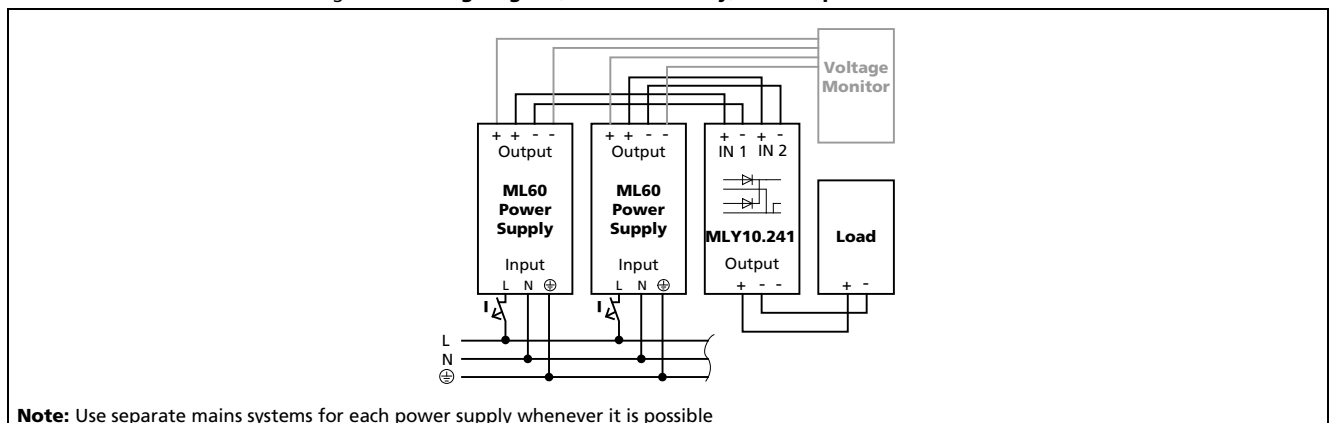 Voltage
Monitor
+ + - -
Output
ML60
Power
Supply
Input
L N
+ + - -
Output
ML60
Power
Supply
Input
L N
+ - + -
IN 1 IN 2
MLY10.241
Output
+ - -
Load
+ -
I
I
L
N
Note: Use separate mains systems for each power supply whenever it is possible